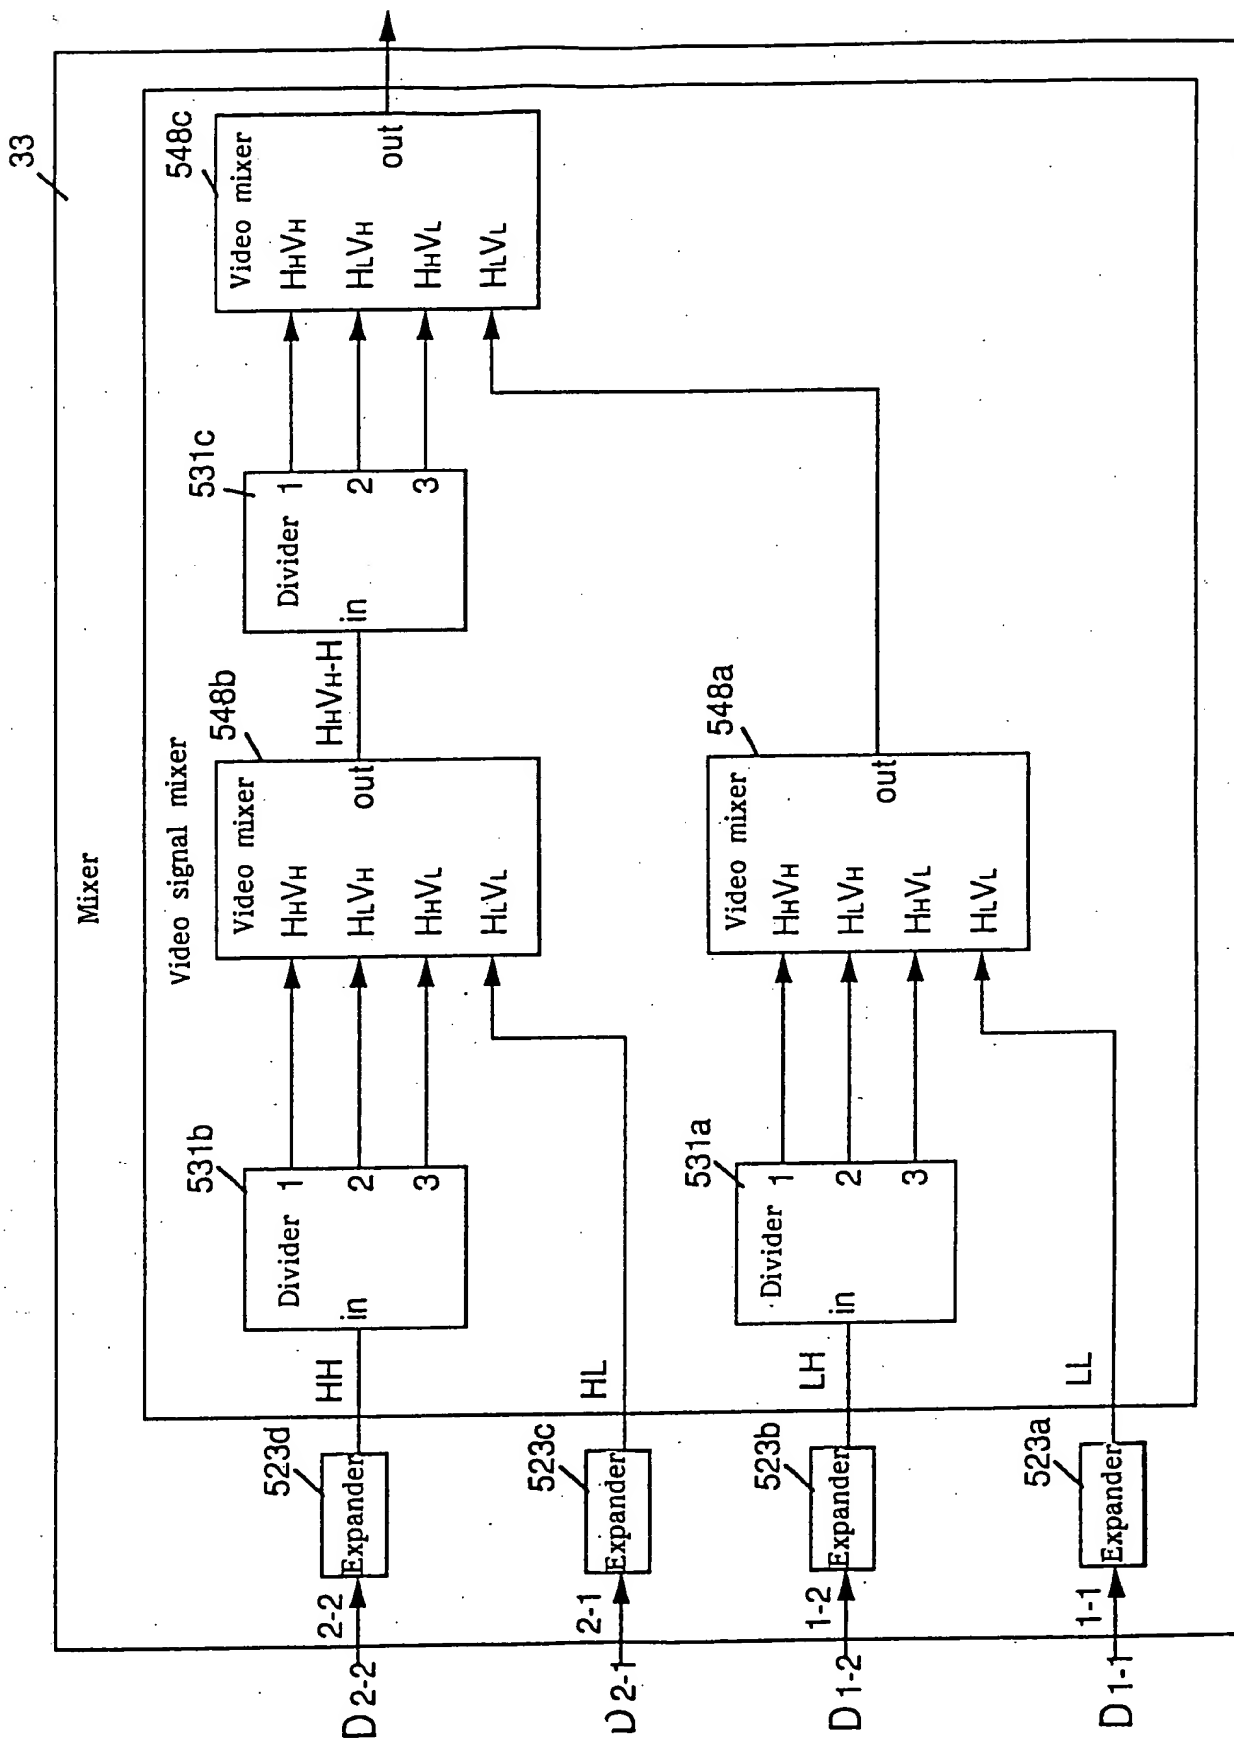 33
Mixer
Video signal mixer
D2-2
2-2
Expander
523d
HH
Divider
531b
in
1
2
3
Video mixer
548b
HHVH
HLVH
HHVL
HLVL
out
HHVH-H
Divider
531c
in
1
2
3
Video mixer
548c
HHVH
HLVH
HHVL
HLVL
out
D2-1
2-1
Expander
523c
HL
D1-2
1-2
Expander
523b
LH
Divider
531a
in
1
2
3
Video mixer
548a
HHVH
HLVH
HHVL
HLVL
out
D1-1
1-1
Expander
523a
LL